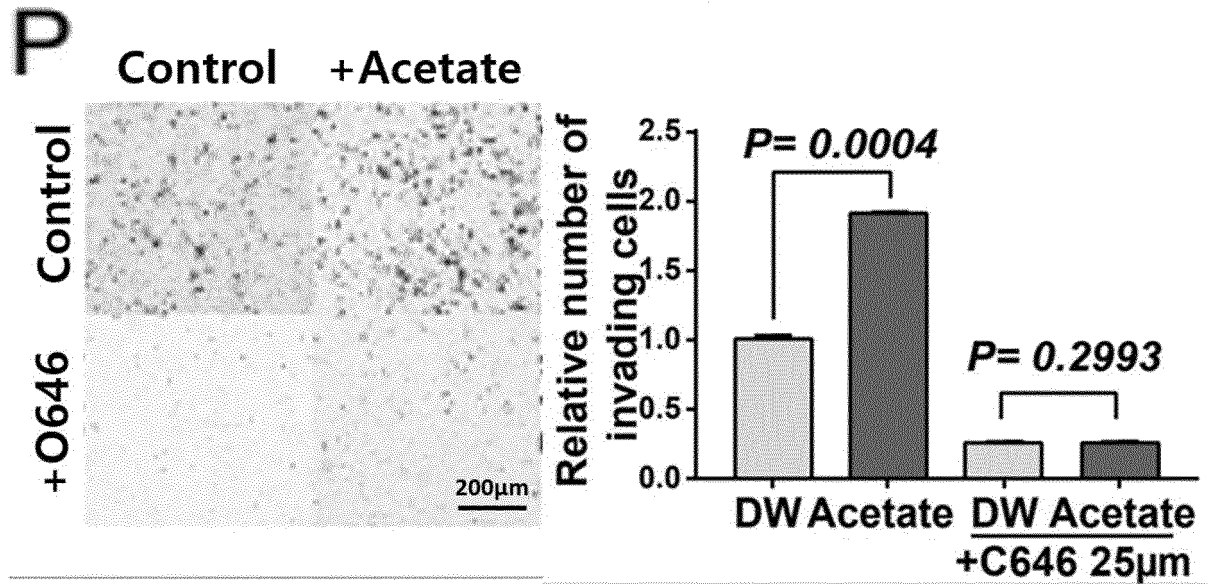 P
Control +Acetate
Control
+O646
200µm
Relative number of
invading cells
2.5
2.0
1.5
1.0
0.5
0.0
P= 0.0004
P= 0.2993
DW Acetate DW Acetate
+C646 25µm